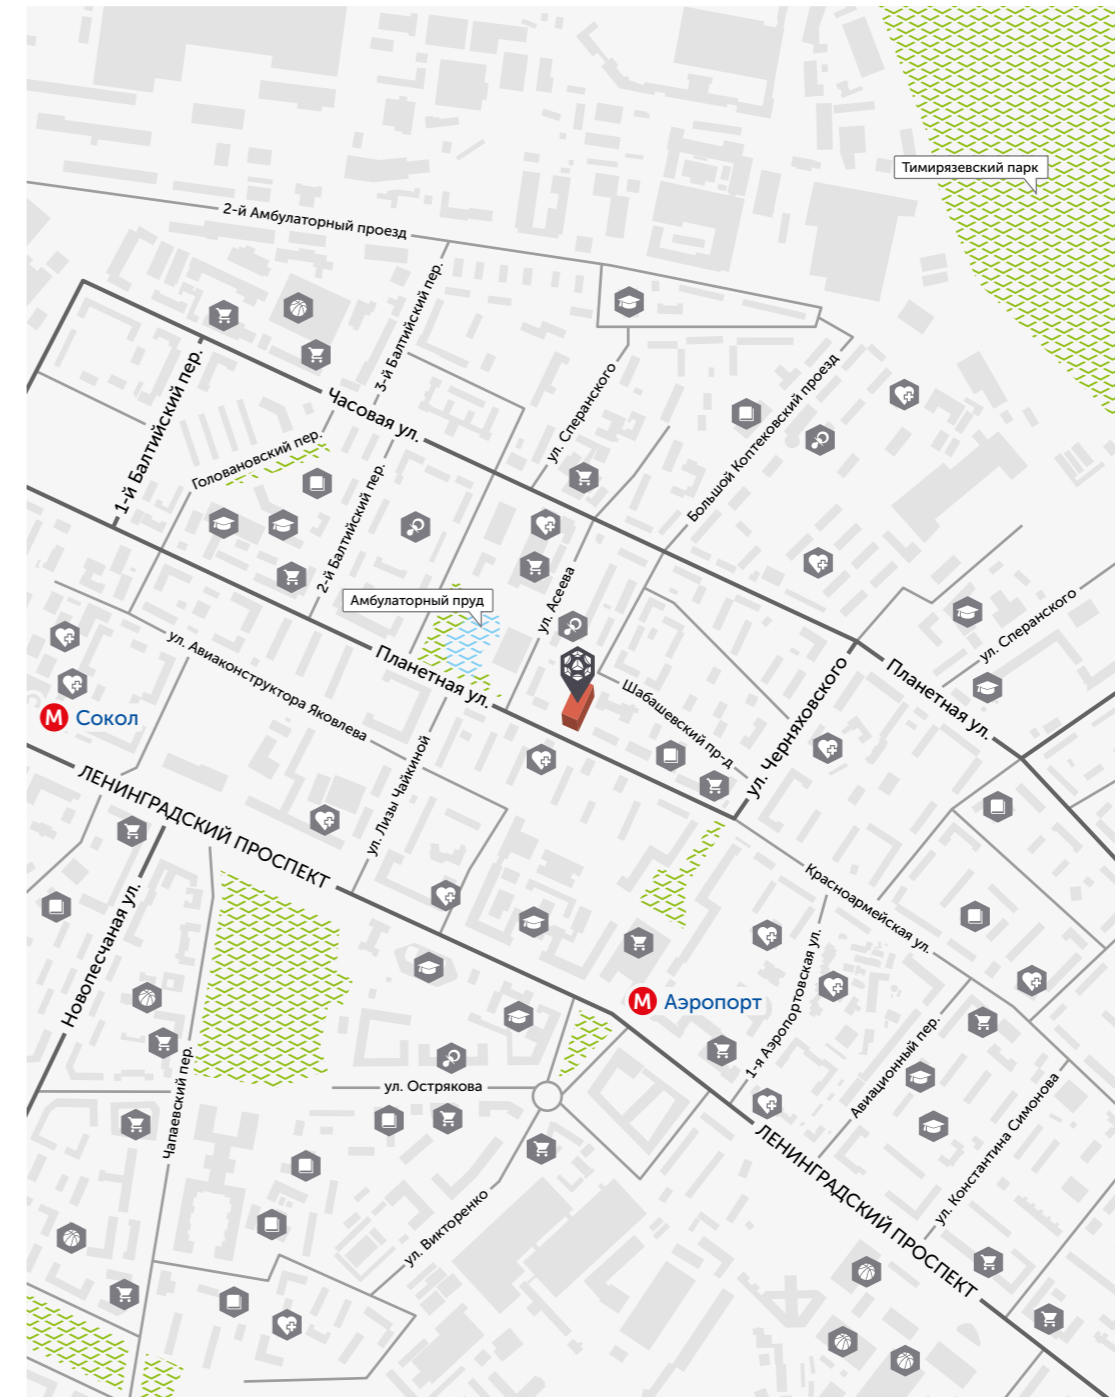 Тимирязевский парк
2-й Амбулаторный проезд
3-й Балтийский пер.
1-й Балтийский пер.
Часовая ул.
ул. Сперанского
Большой Коптевский проезд
Головановский пер.
2-й Балтийский пер.
Амбулаторный пруд
ул. Асеева
ул. Сперанского
ул. Авиаконструктора Яковлева
Планетная ул.
Планетная ул.
Шабашевский пр-д
ул. Черняховского
М Сокол
ул. Лизы Чайкиной
ЛЕНИНГРАДСКИЙ ПРОСПЕКТ
Новопесчаная ул.
Красноармейская ул.
М Аэропорт
1-я Аэропортовская ул.
Авиационный пер.
ул. Константина Симонова
Чапаевский пер.
ул. Острякова
ЛЕНИНГРАДСКИЙ ПРОСПЕКТ
ул. Викторенко